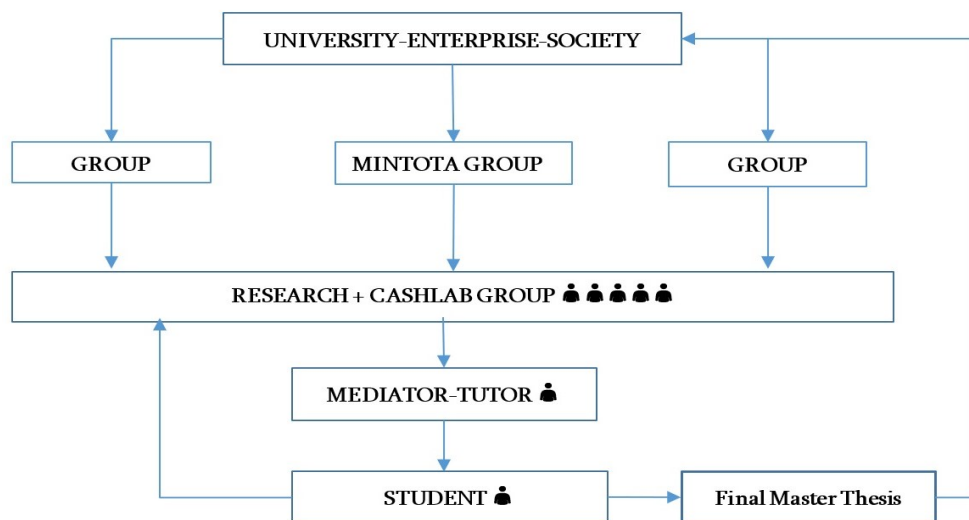 UNIVERSITY-ENTERPRISE-SOCIETY
GROUP
MINTOTA GROUP
GROUP
RESEARCH + CASHLAB GROUP
MEDIATOR-TUTOR
STUDENT
Final Master Thesis